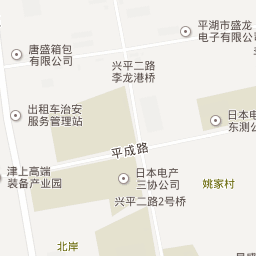 平湖市盛龙
电子有限公司
唐盛箱包
有限公司
兴平二路
李龙港桥
出租车治安
服务管理站
日本电
东测公
平成路
津上高端
装备产业园
日本电产
三协公司
姚家村
兴平二路2号桥
北岸